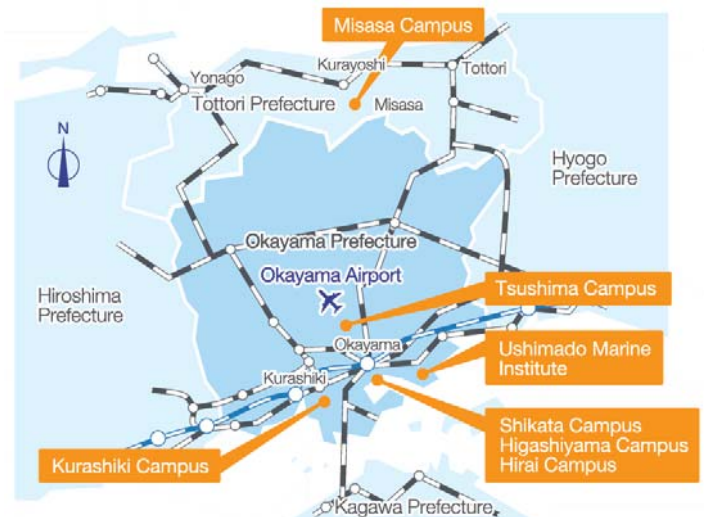 Misasa Campus
Kurayoshi
Tottori
Yonago
Tottori Prefecture
Misasa
N
Hyogo
Prefecture
Okayama Prefecture
Okayama Airport
Tsushima Campus
Hiroshima
Prefecture
Okayama
Ushimado Marine
Institute
Kurashiki
Shikata Campus
Higashiyama Campus
Hirai Campus
Kurashiki Campus
Kagawa Prefecture